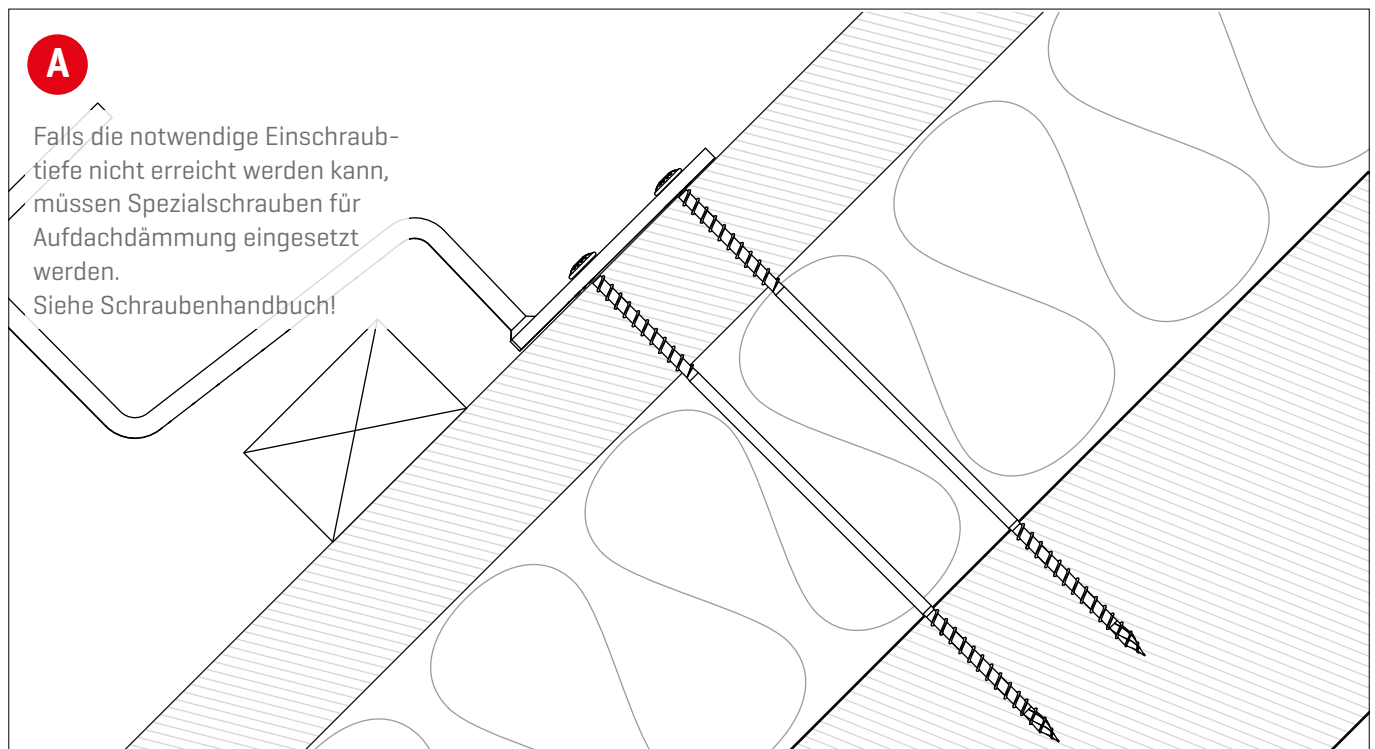 A
Falls die notwendige Einschraub-
tiefe nicht erreicht werden kann,
müssen Spezialschrauben für
Aufdachdämmung eingesetzt
werden.
Siehe Schraubenhandbuch!